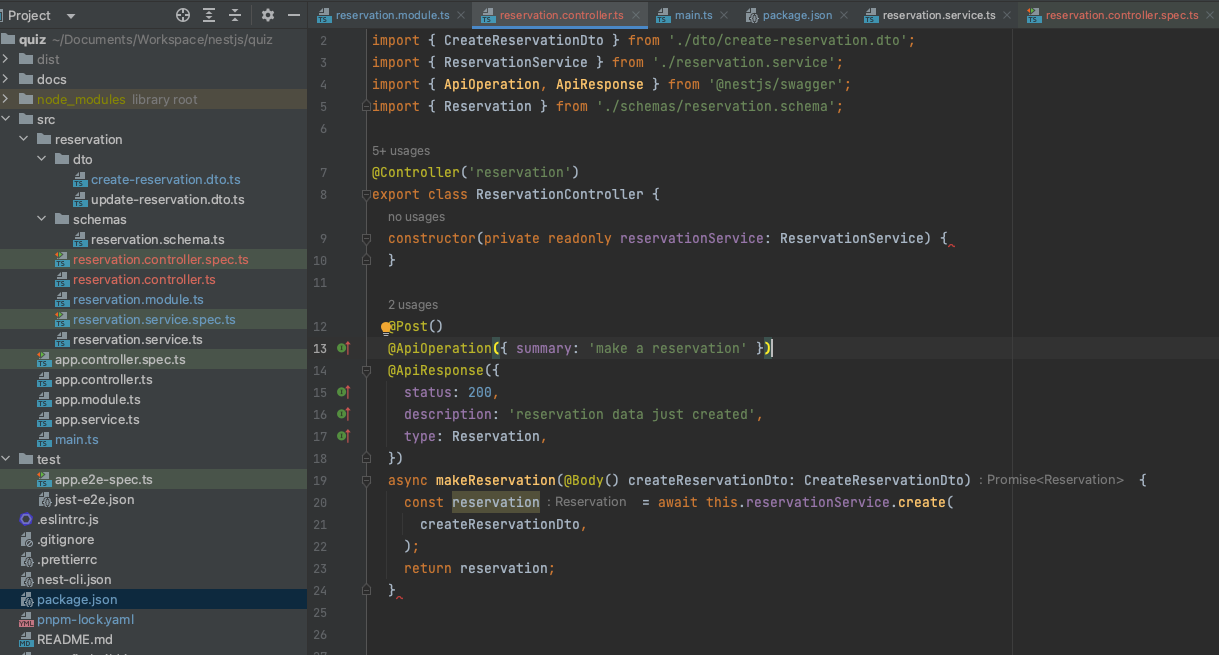 Project
reservation.module.ts
reservation.controller.ts
main.ts
package.json
reservation.service.ts
reservation.controller.spec.ts
quiz ~/Documents/Workspace/nestjs/quiz
dist
docs
node_modules library root
src
reservation
dto
create-reservation.dto.ts
update-reservation.dto.ts
schemas
reservation.schema.ts
reservation.controller.spec.ts
reservation.controller.ts
reservation.module.ts
reservation.service.spec.ts
reservation.service.ts
app.controller.spec.ts
app.controller.ts
app.module.ts
app.service.ts
main.ts
test
app.e2e-spec.ts
jest-e2e.json
.eslintrc.js
.gitignore
.prettierrc
nest-cli.json
package.json
pnpm-lock.yaml
README.md
2 import { CreateReservationDto } from './dto/create-reservation.dto';
3 import { ReservationService } from './reservation.service';
4 import { ApiOperation, ApiResponse } from '@nestjs/swagger';
5 import { Reservation } from './schemas/reservation.schema';
6
5+ usages
7 @Controller('reservation')
8 export class ReservationController {
no usages
9 constructor(private readonly reservationService: ReservationService) {
10 }
11
2 usages
12 @Post()
13 @ApiOperation({ summary: 'make a reservation' })
14 @ApiResponse({
15 status: 200,
16 description: 'reservation data just created',
17 type: Reservation,
18 })
19 async makeReservation(@Body() createReservationDto: CreateReservationDto) : Promise<Reservation> {
20 const reservation : Reservation = await this.reservationService.create(
21 createReservationDto,
22 );
23 return reservation;
24 }
25
26